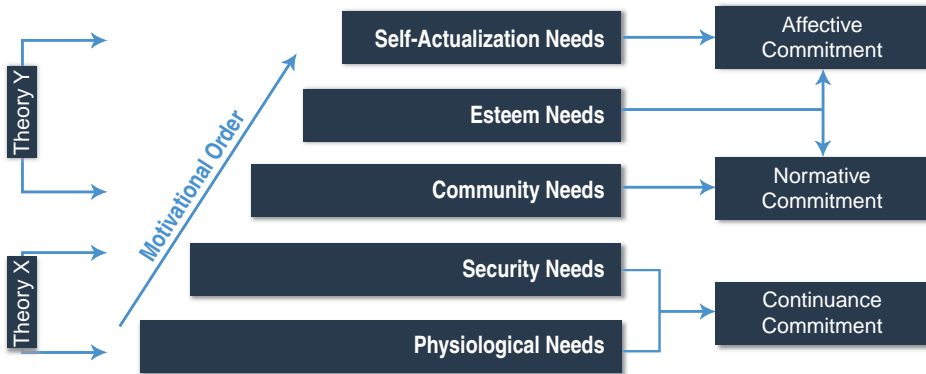 Theory Y
Theory X
Motivational Order
Self-Actualization Needs
Esteem Needs
Community Needs
Security Needs
Physiological Needs
Affective
Commitment
Normative
Commitment
Continuance
Commitment